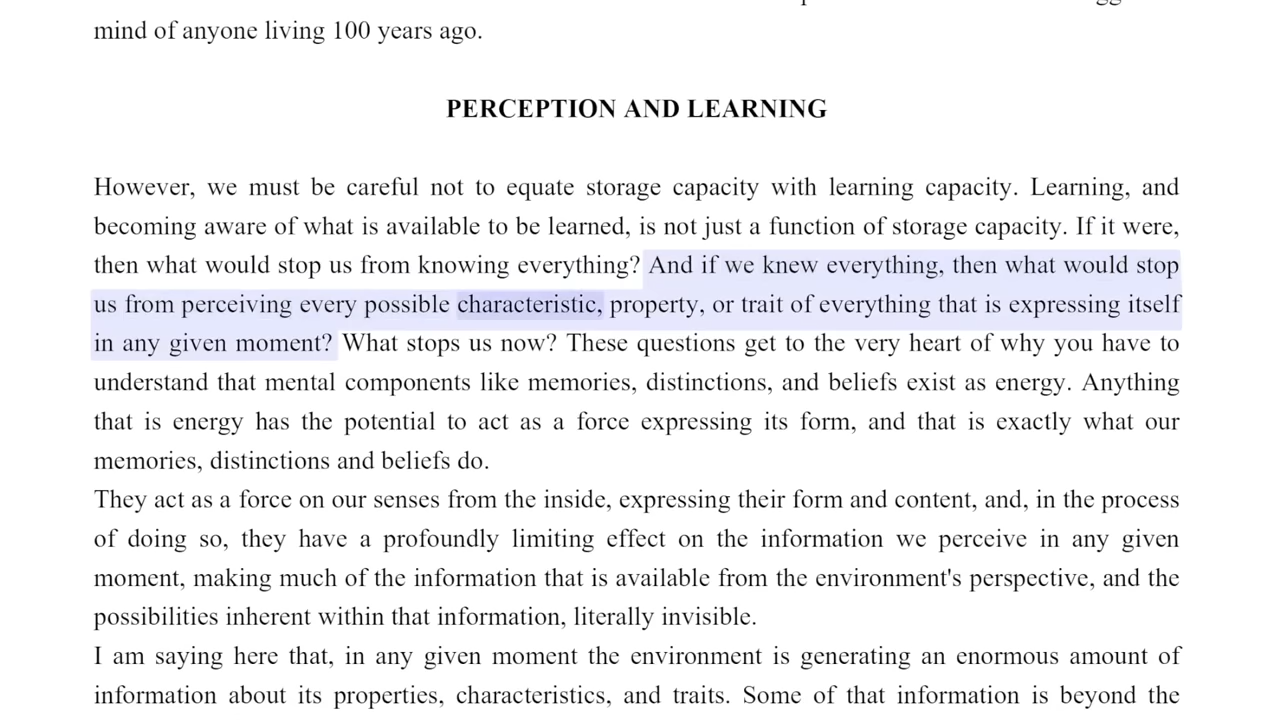 mind of anyone living 100 years ago.
PERCEPTION AND LEARNING
However, we must be careful not to equate storage capacity with learning capacity. Learning, and
becoming aware of what is available to be learned, is not just a function of storage capacity. If it were,
then what would stop us from knowing everything? And if we knew everything, then what would stop
us from perceiving every possible characteristic, property, or trait of everything that is expressing itself
in any given moment? What stops us now? These questions get to the very heart of why you have to
understand that mental components like memories, distinctions, and beliefs exist as energy. Anything
that is energy has the potential to act as a force expressing its form, and that is exactly what our
memories, distinctions and beliefs do.
They act as a force on our senses from the inside, expressing their form and content, and, in the process
of doing so, they have a profoundly limiting effect on the information we perceive in any given
moment, making much of the information that is available from the environment's perspective, and the
possibilities inherent within that information, literally invisible.
I am saying here that, in any given moment the environment is generating an enormous amount of
information about its properties, characteristics, and traits. Some of that information is beyond the